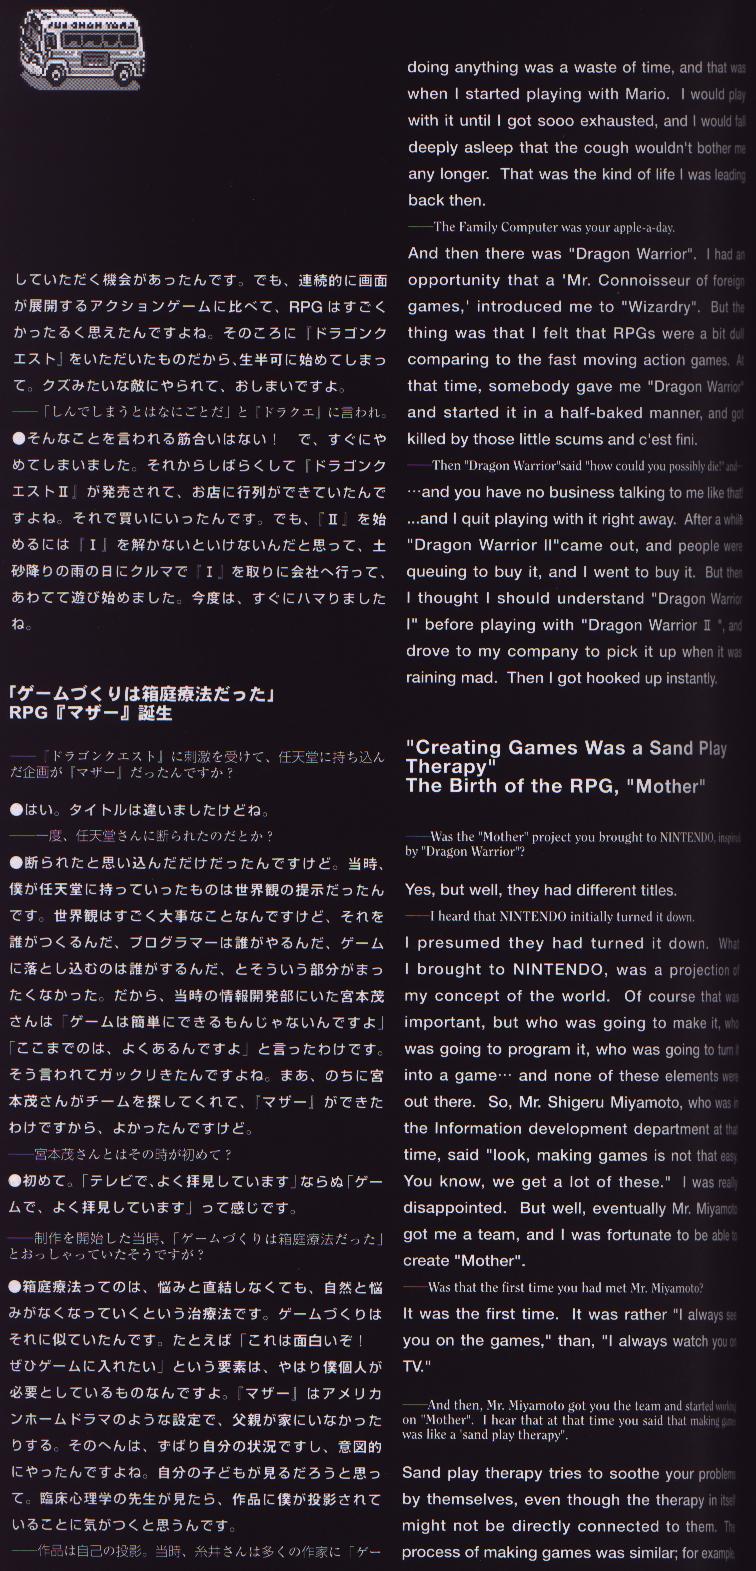 していただく機会があったんです。でも、連続的に画面
が展開するアクションゲームに比べて、RPG はすごく
かったるく思えたんですよね。そのころに『ドラゴンク
エスト』をいただいたものだから、生半可に始めてしまっ
て。クズみたいな敵にやられて、おしまいですよ。
——「しんでしまうとはなにごとだ」と『ドラクエ』に言われ。
●そんなことを言われる筋合いはない！　で、すぐにや
めてしまいました。それからしばらくして『ドラゴンク
エストⅡ』が発売されて、お店に行列ができていたんで
すよね。それで買いにいったんです。でも、『Ⅱ』を始
めるには『Ⅰ』を解かないといけないんだと思って、土
砂降りの雨の日にクルマで『Ⅰ』を取りに会社へ行って、
あわてて遊び始めました。今度は、すぐにハマりました
ね。
「ゲームづくりは箱庭療法だった」
RPG『マザー』誕生
——『ドラゴンクエスト』に刺激を受けて、任天堂に持ち込ん
だ企画が『マザー』だったんですか？
●はい。タイトルは違いましたけどね。
——一度、任天堂さんに断られたのだとか？
●断られたと思い込んだだけだったんですけど。当時、
僕が任天堂に持っていったものは世界観の提示だったん
です。世界観はすごく大事なことなんですけど、それを
誰がつくるんだ、プログラマーは誰がやるんだ、ゲーム
に落とし込むのは誰がするんだ、とそういう部分がまっ
たくなかった。だから、当時の情報開発部にいた宮本茂
さんは「ゲームは簡単にできるもんじゃないんですよ」
「ここまでのは、よくあるんですよ」と言ったわけです。
そう言われてガックリきたんですよね。まあ、のちに宮
本茂さんがチームを探してくれて、『マザー』ができた
わけですから、よかったんですけど。
——宮本茂さんとはその時が初めて？
●初めて。「テレビで、よく拝見しています」ならぬ「ゲー
ムで、よく拝見しています」って感じです。
——制作を開始した当時、「ゲームづくりは箱庭療法だった」
とおっしゃっていたそうですが？
●箱庭療法ってのは、悩みと直結しなくても、自然と悩
みがなくなっていくという治療法です。ゲームづくりは
それに似ていたんです。たとえば「これは面白いぞ！
ぜひゲームに入れたい」という要素は、やはり僕個人が
必要としているものなんですよ。『マザー』はアメリカ
ンホームドラマのような設定で、父親が家にいなかった
りする。そのへんは、ずばり自分の状況ですし、意図的
にやったんですよね。自分の子どもが見るだろうと思っ
て。臨床心理学の先生が見たら、作品に僕が投影されて
いることに気がつくと思うんです。
——作品は自己の投影。当時、糸井さんは多くの作家に「ゲー
doing anything was a waste of time, and that was
when I started playing with Mario. I would play
with it until I got sooo exhausted, and I would fall
deeply asleep that the cough wouldn't bother me
any longer. That was the kind of life I was leading
back then.
——The Family Computer was your apple-a-day.
And then there was "Dragon Warrior". I had an
opportunity that a 'Mr. Connoisseur of foreign
games,' introduced me to "Wizardry". But the
thing was that I felt that RPGs were a bit dull
comparing to the fast moving action games. At
that time, somebody gave me "Dragon Warrior"
and started it in a half-baked manner, and got
killed by those little scums and c'est fini.
——Then "Dragon Warrior"said "how could you possibly die!" and—
…and you have no business talking to me like that!
...and I quit playing with it right away. After a while
"Dragon Warrior II"came out, and people were
queuing to buy it, and I went to buy it. But then
I thought I should understand "Dragon Warrior
I" before playing with "Dragon Warrior Ⅱ ", and
drove to my company to pick it up when it was
raining mad. Then I got hooked up instantly.
"Creating Games Was a Sand Play
Therapy"
The Birth of the RPG, "Mother"
——Was the "Mother" project you brought to NINTENDO, inspired
by "Dragon Warrior"?
Yes, but well, they had different titles.
——I heard that NINTENDO initially turned it down.
I presumed they had turned it down. What
I brought to NINTENDO, was a projection of
my concept of the world. Of course that was
important, but who was going to make it, who
was going to program it, who was going to turn it
into a game… and none of these elements were
out there. So, Mr. Shigeru Miyamoto, who was in
the Information development department at that
time, said "look, making games is not that easy.
You know, we get a lot of these." I was really
disappointed. But well, eventually Mr. Miyamoto
got me a team, and I was fortunate to be able to
create "Mother".
——Was that the first time you had met Mr. Miyamoto?
It was the first time. It was rather "I always see
you on the games," than, "I always watch you on
TV."
——And then, Mr. Miyamoto got you the team and started working
on "Mother". I hear that at that time you said that making games
was like a 'sand play therapy".
Sand play therapy tries to soothe your problems
by themselves, even though the therapy in itself
might not be directly connected to them. The
process of making games was similar; for example,